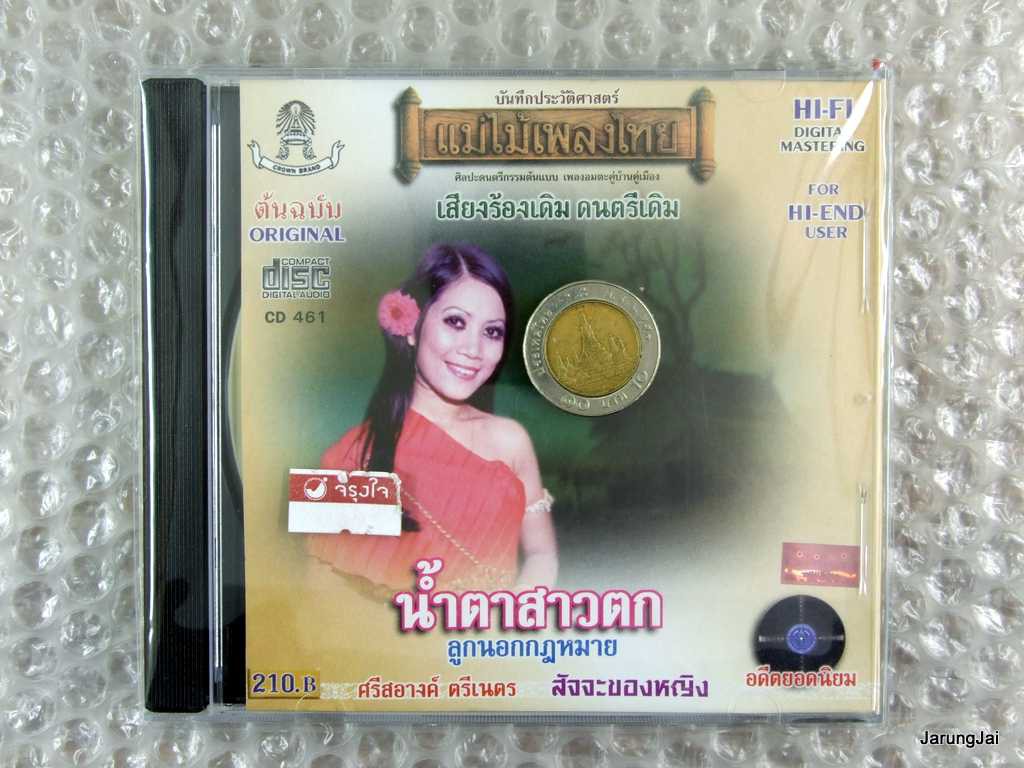 บันทึกประวัติศาสตร์
แม่ไม้เพลงไทย
ศิลปะดนตรีกรรมต้นแบบ เพลงอมตะคู่บ้านคู่เมือง
เสียงร้องเดิม ดนตรีเดิม
CROWN BRAND
ต้นฉบับ
ORIGINAL
COMPACT
disc
DIGITAL AUDIO
CD 461
HI-FI
DIGITAL
MASTERING
FOR
HI-END
USER
๑๐ บาท 10
จรุงใจ
น้ำตาสาวตก
ลูกนอกกฎหมาย
210.B
ศรีสอางค์ ตรีเนตร
สัจจะของหญิง
อดีตยอดนิยม
JarungJai